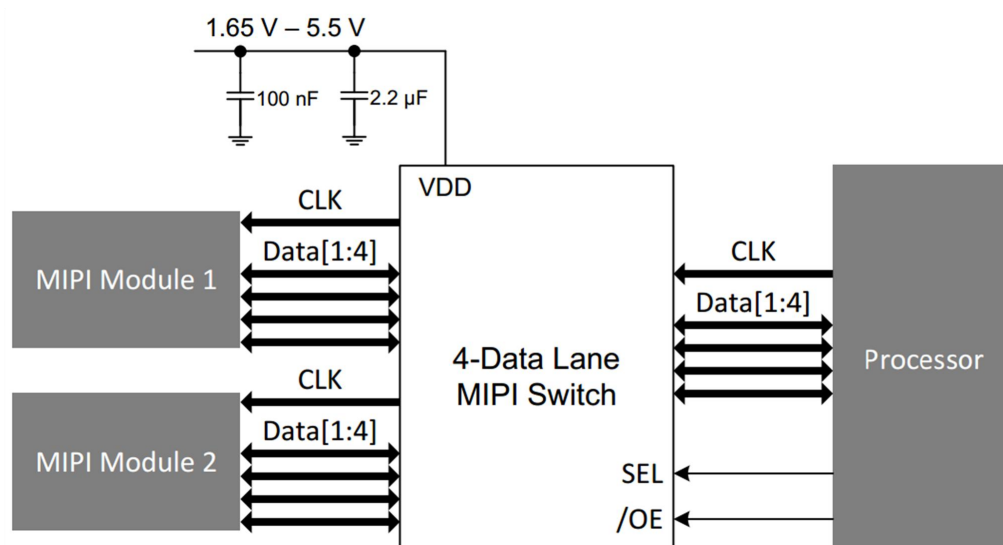 1.65 V – 5.5 V
100 nF
2.2 µF
VDD
CLK
Data[1:4]
MIPI Module 1
CLK
Data[1:4]
MIPI Module 2
4-Data Lane
MIPI Switch
CLK
Data[1:4]
SEL
/OE
Processor